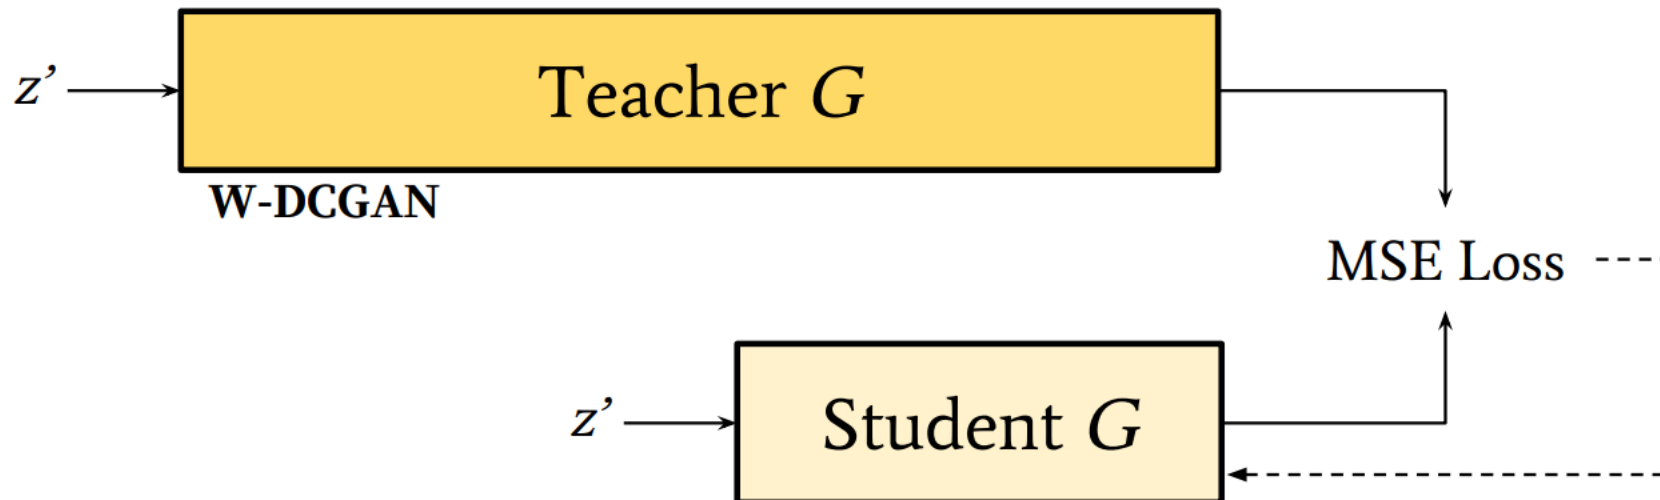 z’
Teacher G
W-DCGAN
MSE Loss
z’
Student G